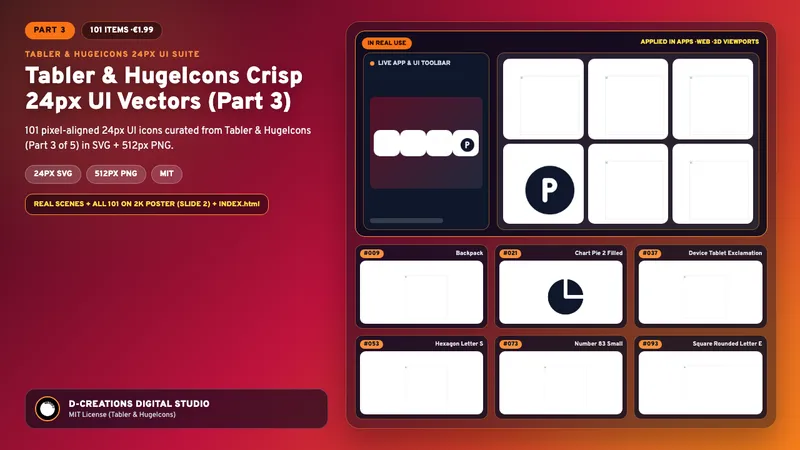 PART 3
101 ITEMS · €1.99
TABLER & HUGEICONS 24PX UI SUITE
Tabler & HugeIcons Crisp
24px UI Vectors (Part 3)
101 pixel-aligned 24px UI icons curated from Tabler & HugeIcons
(Part 3 of 5) in SVG + 512px PNG.
24PX SVG
512PX PNG
MIT
REAL SCENES + ALL 101 ON 2K POSTER (SLIDE 2) + INDEX.html
D-CREATIONS DIGITAL STUDIO
MIT License (Tabler & HugeIcons)
IN REAL USE
APPLIED IN APPS · WEB · 3D VIEWPORTS
LIVE APP & UI TOOLBAR
P
P
#009
Backpack
#021
Chart Pie 2 Filled
#037
Device Tablet Exclamation
#053
Hexagon Letter S
#073
Number 83 Small
#093
Square Rounded Letter E